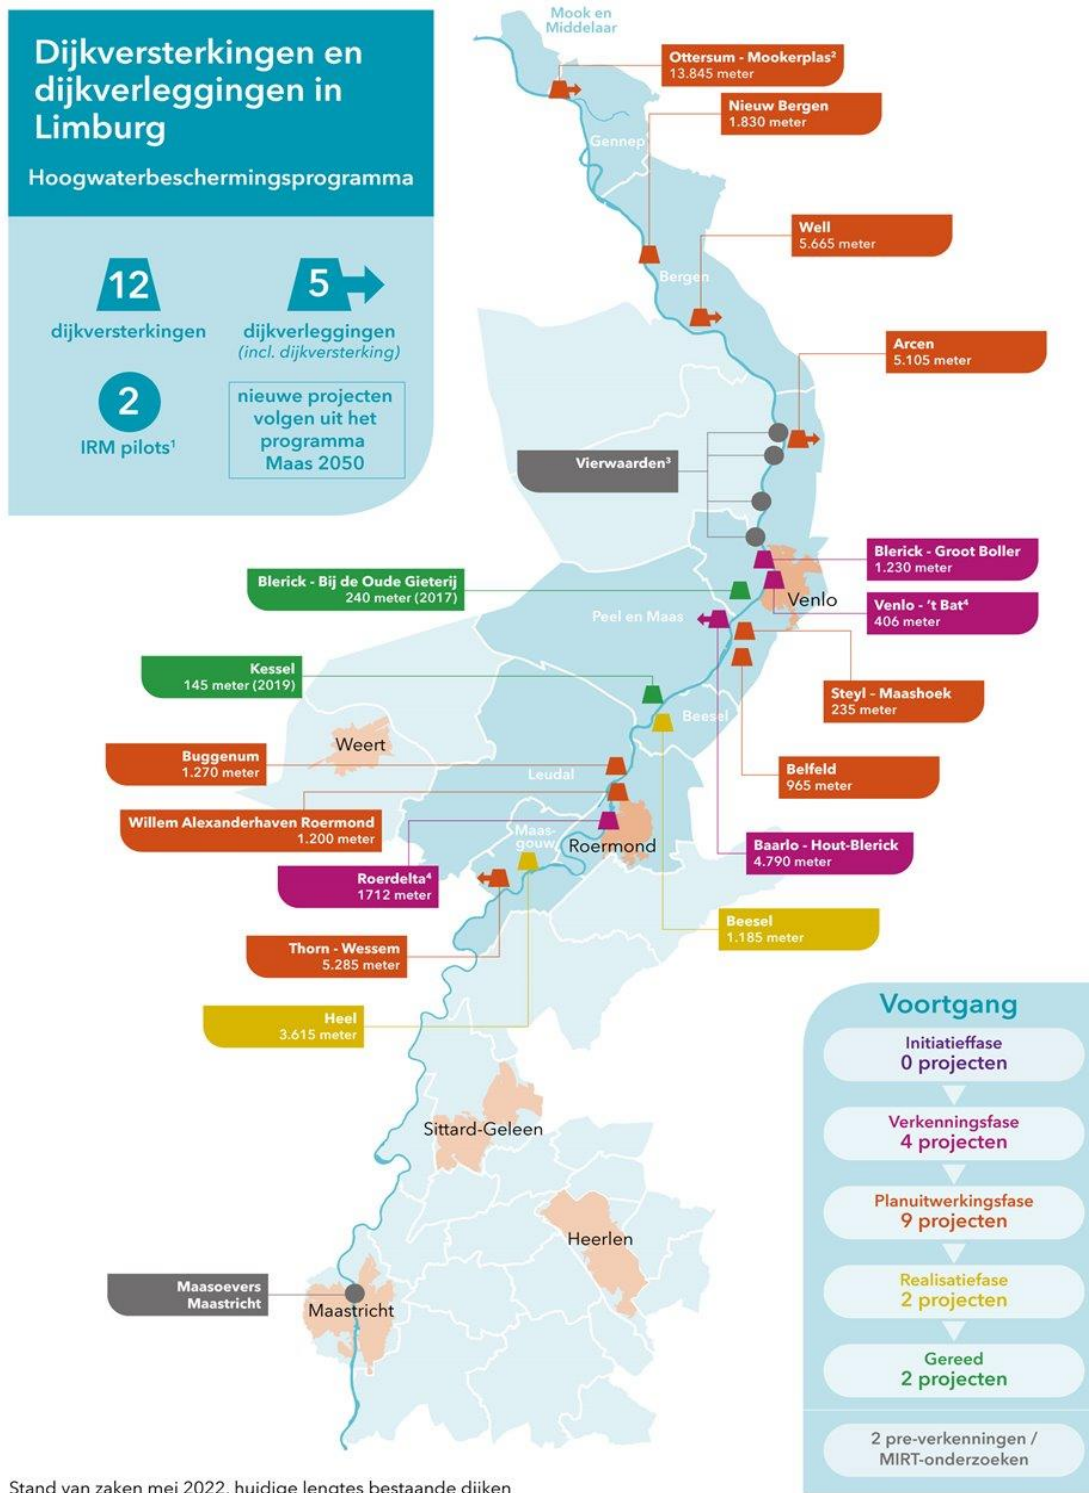 Dijkversterkingen en
dijkverleggingen in
Limburg
Hoogwaterbeschermingsprogramma
12
dijkversterkingen
5
dijkverleggingen
(incl. dijkversterking)
2
IRM pilots¹
nieuwe projecten
volgen uit het
programma
Maas 2050
Mook en
Middelaar
Ottersum - Mookerplas²
13.845 meter
Nieuw Bergen
1.830 meter
Gennep
Well
5.665 meter
Bergen
Arcen
5.105 meter
Vierwaarden³
Blerick - Groot Boller
1.230 meter
Blerick - Bij de Oude Gieterij
240 meter (2017)
Venlo
Venlo - ‘t Bat⁴
406 meter
Peel en Maas
Kessel
145 meter (2019)
Steyl – Maashoek
235 meter
Beesel
Weert
Buggenum
1.270 meter
Leudal
Belfeld
965 meter
Willem Alexanderhaven Roermond
1.200 meter
Maas-
gouw
Roermond
Baarlo - Hout-Blerick
4.790 meter
Roerdelta⁴
1712 meter
Beesel
1.185 meter
Thorn - Wessem
5.285 meter
Heel
3.615 meter
Sittard-Geleen
Heerlen
Maasoevers
Maastricht
Maastricht
Voortgang
Initiatieffase
0 projecten
Verkenningsfase
4 projecten
Planuitwerkingsfase
9 projecten
Realisatiefase
2 projecten
Gereed
2 projecten
2 pre-verkenningen /
MIRT-onderzoeken
Stand van zaken mei 2022, huidige lengtes bestaande dijken